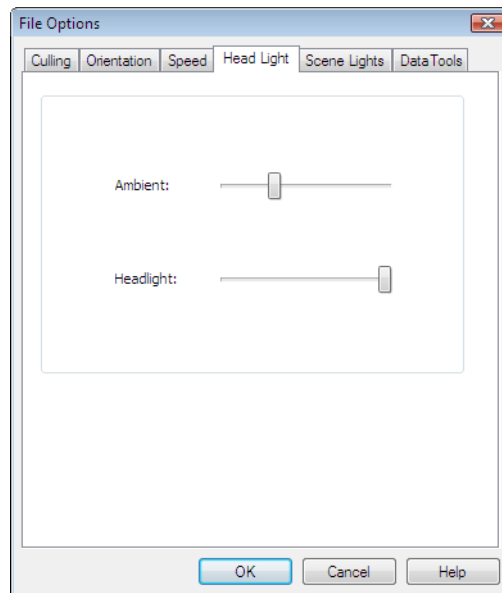 File Options
Culling Orientation Speed Head Light Scene Lights DataTools
Ambient:
Headlight:
OK Cancel Help